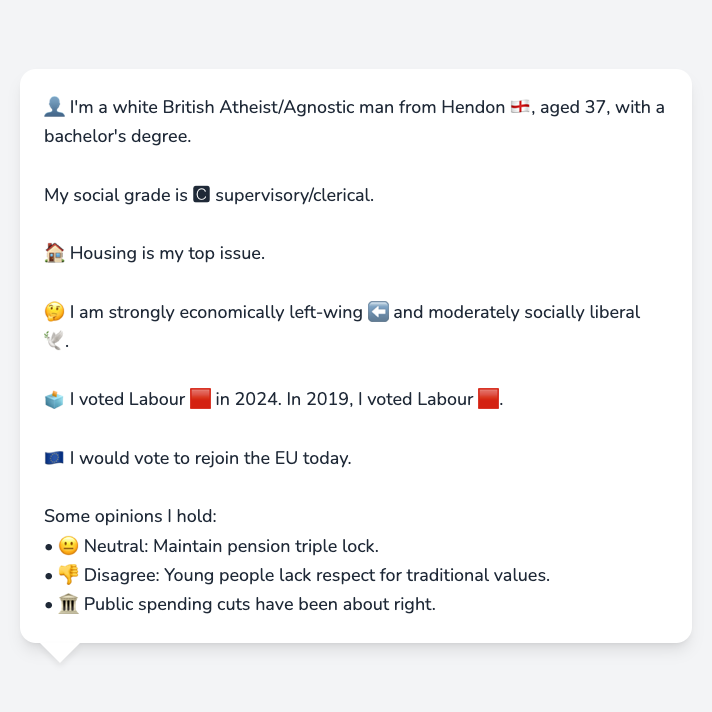 👤 I'm a white British Atheist/Agnostic man from Hendon 🏴󠁧󠁢󠁥󠁮󠁧󠁿, aged 37, with a
bachelor's degree.
My social grade is 🅲 supervisory/clerical.
🏠 Housing is my top issue.
🤔 I am strongly economically left-wing ⬅️ and moderately socially liberal
🕊️.
🗳️ I voted Labour 🟥 in 2024. In 2019, I voted Labour 🟥.
🇪🇺 I would vote to rejoin the EU today.
Some opinions I hold:
• 😐 Neutral: Maintain pension triple lock.
• 👎 Disagree: Young people lack respect for traditional values.
• 🏛️ Public spending cuts have been about right.